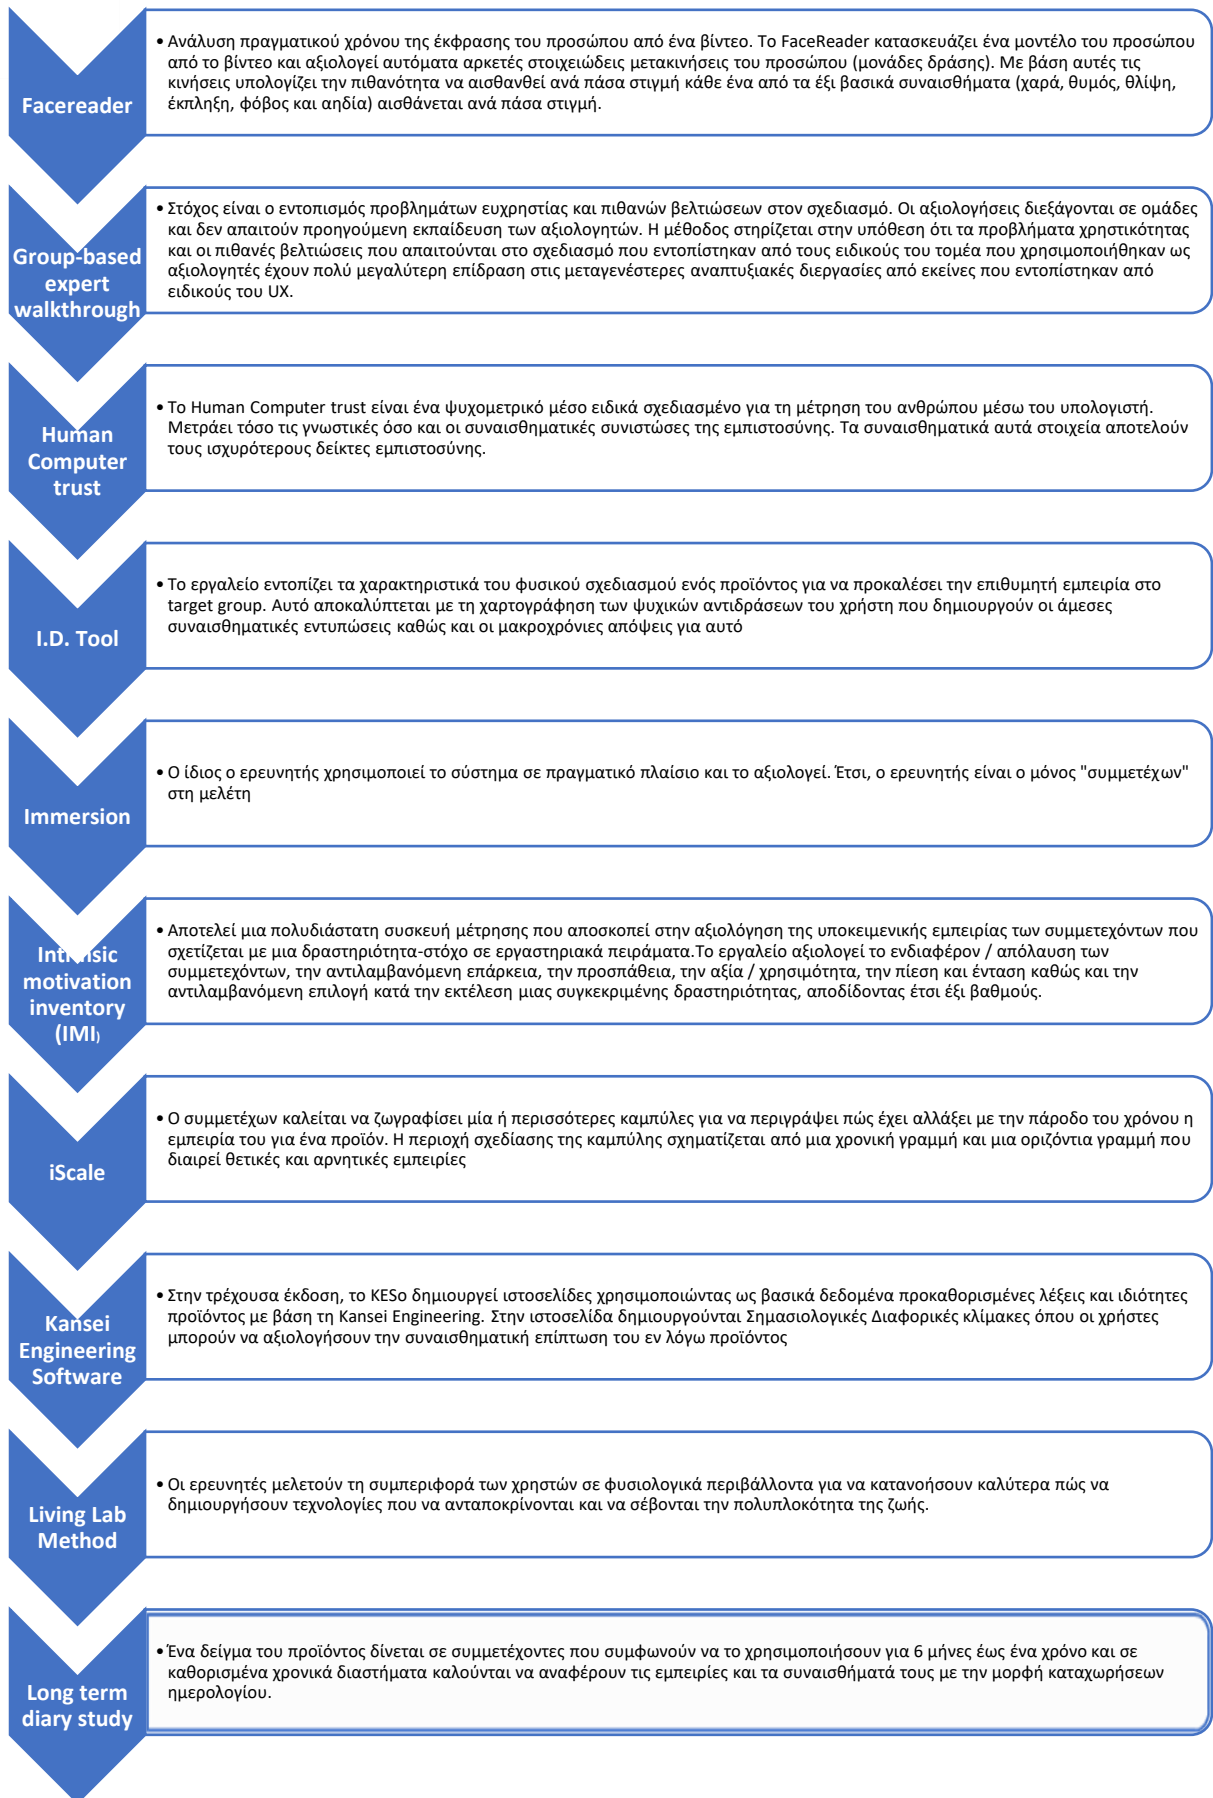 Facereader
• Ανάλυση πραγματικού χρόνου της έκφρασης του προσώπου από ένα βίντεο. Το FaceReader κατασκευάζει ένα μοντέλο του προσώπου
από το βίντεο και αξιολογεί αυτόματα αρκετές στοιχειώδεις μετακινήσεις του προσώπου (μονάδες δράσης). Με βάση αυτές τις
κινήσεις υπολογίζει την πιθανότητα να αισθανθεί ανά πάσα στιγμή κάθε ένα από τα έξι βασικά συναισθήματα (χαρά, θυμός, θλίψη,
έκπληξη, φόβος και αηδία) αισθάνεται ανά πάσα στιγμή.
Group-based
expert
walkthrough
• Στόχος είναι ο εντοπισμός προβλημάτων ευχρηστίας και πιθανών βελτιώσεων στον σχεδιασμό. Οι αξιολογήσεις διεξάγονται σε ομάδες
και δεν απαιτούν προηγούμενη εκπαίδευση των αξιολογητών. Η μέθοδος στηρίζεται στην υπόθεση ότι τα προβλήματα χρηστικότητας
και οι πιθανές βελτιώσεις που απαιτούνται στο σχεδιασμό που εντοπίστηκαν από τους ειδικούς του τομέα που χρησιμοποιήθηκαν ως
αξιολογητές έχουν πολύ μεγαλύτερη επίδραση στις μεταγενέστερες αναπτυξιακές διεργασίες από εκείνες που εντοπίστηκαν από
ειδικούς του UX.
Human
Computer
trust
• Το Human Computer trust είναι ένα ψυχομετρικό μέσο ειδικά σχεδιασμένο για τη μέτρηση του ανθρώπου μέσω του υπολογιστή.
Μετράει τόσο τις γνωστικές όσο και οι συναισθηματικές συνιστώσες της εμπιστοσύνης. Τα συναισθηματικά αυτά στοιχεία αποτελούν
τους ισχυρότερους δείκτες εμπιστοσύνης.
I.D. Tool
• Το εργαλείο εντοπίζει τα χαρακτηριστικά του φυσικού σχεδιασμού ενός προϊόντος για να προκαλέσει την επιθυμητή εμπειρία στο
target group. Αυτό αποκαλύπτεται με τη χαρτογράφηση των ψυχικών αντιδράσεων του χρήστη που δημιουργούν οι άμεσες
συναισθηματικές εντυπώσεις καθώς και οι μακροχρόνιες απόψεις για αυτό
Immersion
• Ο ίδιος ο ερευνητής χρησιμοποιεί το σύστημα σε πραγματικό πλαίσιο και το αξιολογεί. Έτσι, ο ερευνητής είναι ο μόνος "συμμετέχων"
στη μελέτη
Intrinsic
motivation
inventory
(IMI)
• Αποτελεί μια πολυδιάστατη συσκευή μέτρησης που αποσκοπεί στην αξιολόγηση της υποκειμενικής εμπειρίας των συμμετεχόντων που
σχετίζεται με μια δραστηριότητα-στόχο σε εργαστηριακά πειράματα.Το εργαλείο αξιολογεί το ενδιαφέρον / απόλαυση των
συμμετεχόντων, την αντιλαμβανόμενη επάρκεια, την προσπάθεια, την αξία / χρησιμότητα, την πίεση και ένταση καθώς και την
αντιλαμβανόμενη επιλογή κατά την εκτέλεση μιας συγκεκριμένης δραστηριότητας, αποδίδοντας έτσι έξι βαθμούς.
iScale
• Ο συμμετέχων καλείται να ζωγραφίσει μία ή περισσότερες καμπύλες για να περιγράψει πώς έχει αλλάξει με την πάροδο του χρόνου η
εμπειρία του για ένα προϊόν. Η περιοχή σχεδίασης της καμπύλης σχηματίζεται από μια χρονική γραμμή και μια οριζόντια γραμμή που
διαιρεί θετικές και αρνητικές εμπειρίες
Kansei
Engineering
Software
• Στην τρέχουσα έκδοση, το KESo δημιουργεί ιστοσελίδες χρησιμοποιώντας ως βασικά δεδομένα προκαθορισμένες λέξεις και ιδιότητες
προϊόντος με βάση τη Kansei Engineering. Στην ιστοσελίδα δημιουργούνται Σημασιολογικές Διαφορικές κλίμακες όπου οι χρήστες
μπορούν να αξιολογήσουν την συναισθηματική επίπτωση του εν λόγω προϊόντος
Living Lab
Method
• Οι ερευνητές μελετούν τη συμπεριφορά των χρηστών σε φυσιολογικά περιβάλλοντα για να κατανοήσουν καλύτερα πώς να
δημιουργήσουν τεχνολογίες που να ανταποκρίνονται και να σέβονται την πολυπλοκότητα της ζωής.
Long term
diary study
• Ένα δείγμα του προϊόντος δίνεται σε συμμετέχοντες που συμφωνούν να το χρησιμοποιήσουν για 6 μήνες έως ένα χρόνο και σε
καθορισμένα χρονικά διαστήματα καλούνται να αναφέρουν τις εμπειρίες και τα συναισθήματά τους με την μορφή καταχωρήσεων
ημερολογίου.